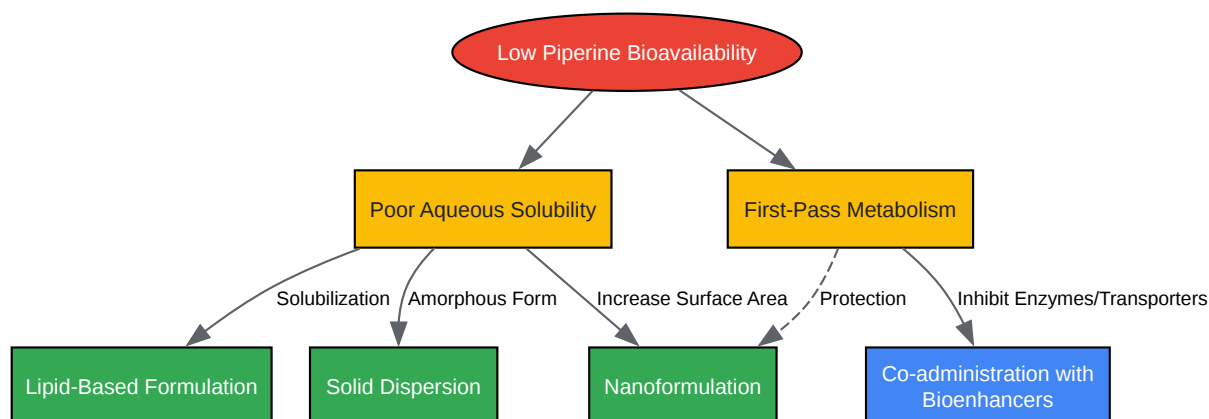 Low Piperine Bioavailability
Poor Aqueous Solubility
First-Pass Metabolism
Solubilization
Amorphous Form
Increase Surface Area
Protection
Inhibit Enzymes/Transporters
Lipid-Based Formulation
Solid Dispersion
Nanoformulation
Co-administration with
Bioenhancers